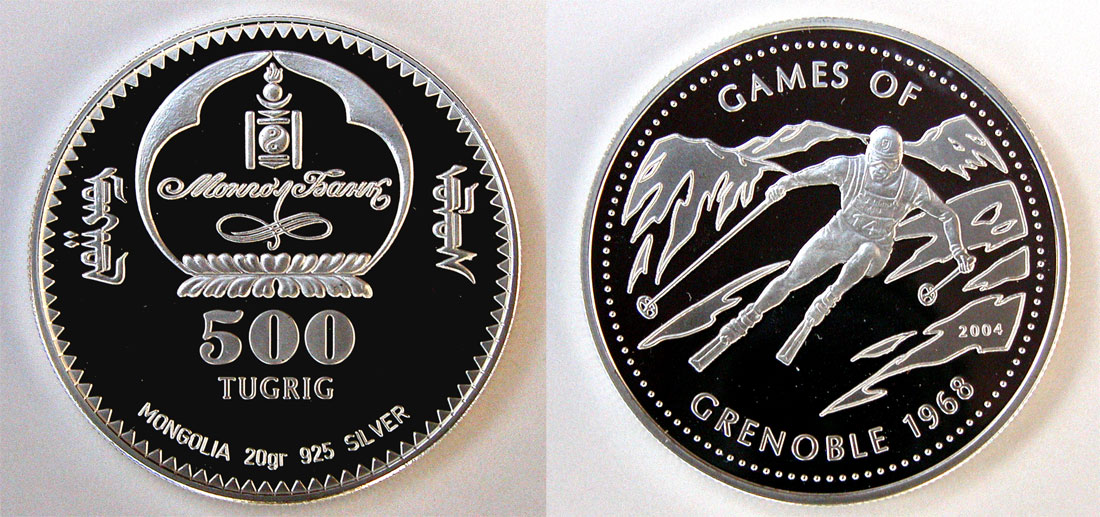 Монгол Банк
500
TUGRIG
MONGOLIA 20gr 925 SILVER
GAMES OF
2004
GRENOBLE 1968